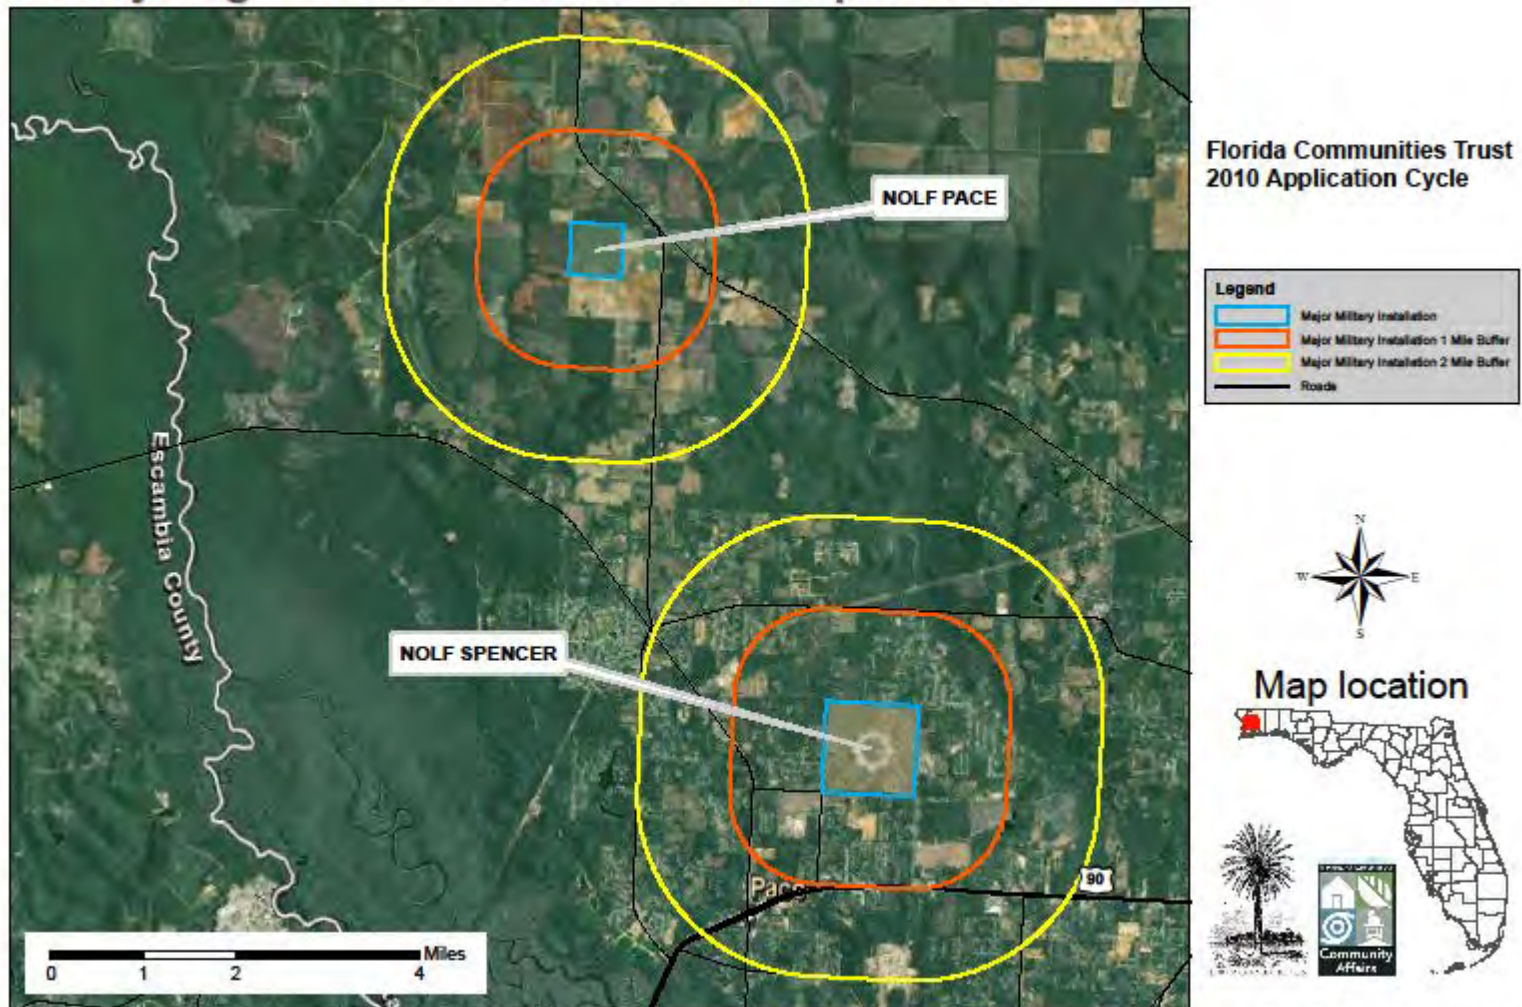 Florida Communities Trust
2010 Application Cycle
NOLF PACE
Legend
Major Military Installation
Major Military Installation 1 Mile Buffer
Major Military Installation 2 Mile Buffer
Roads
Escambia County
N
W E
S
NOLF SPENCER
Map location
Pace
90
Miles
0 1 2 4
Community
Affairs